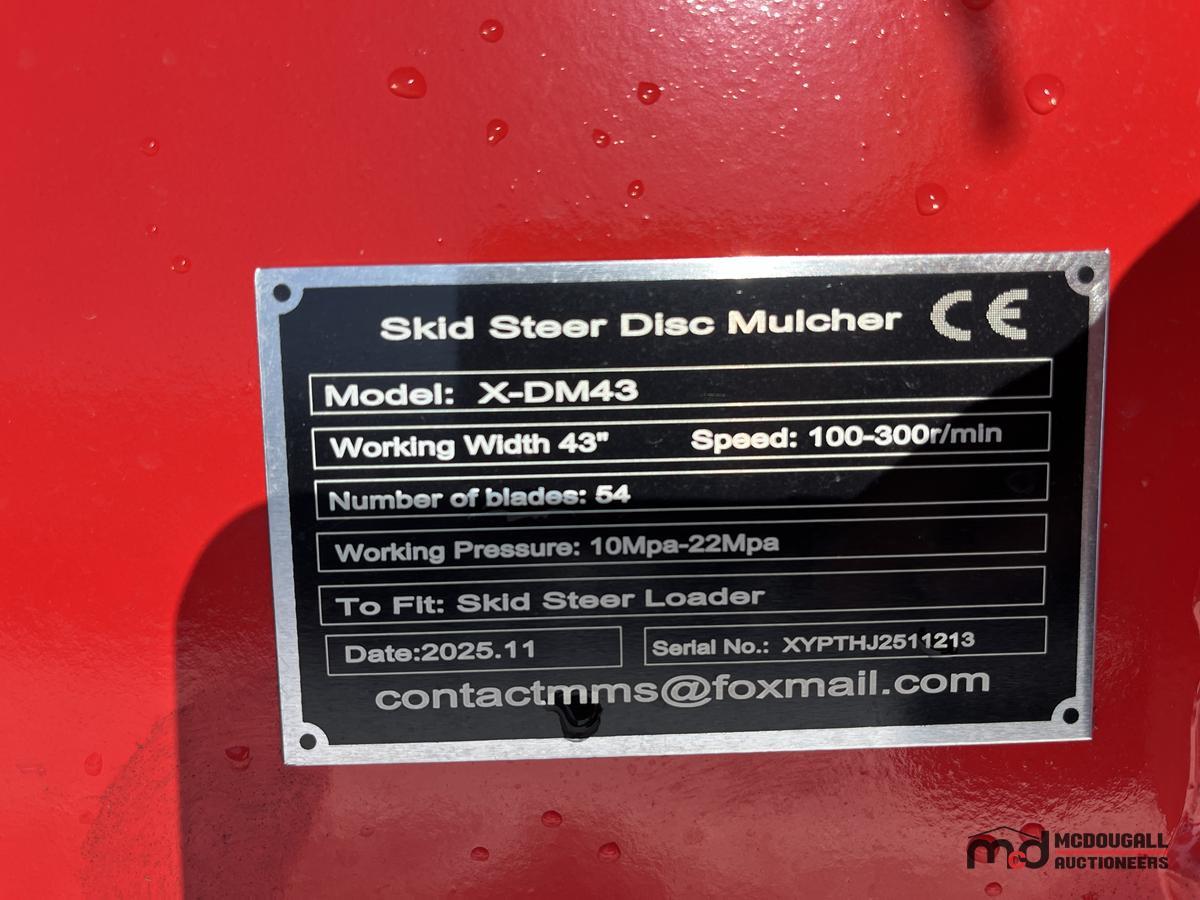 Skid Steer Disc Mulcher CE
Model: X-DM43
Working Width 43" Speed: 100-300r/min
Number of blades: 54
Working Pressure: 10Mpa-22Mpa
To Fit: Skid Steer Loader
Date:2025.11 Serial No.: XYPTHJ2511213
contactmms@foxmail.com
mcd MCDOUGALL
AUCTIONEERS